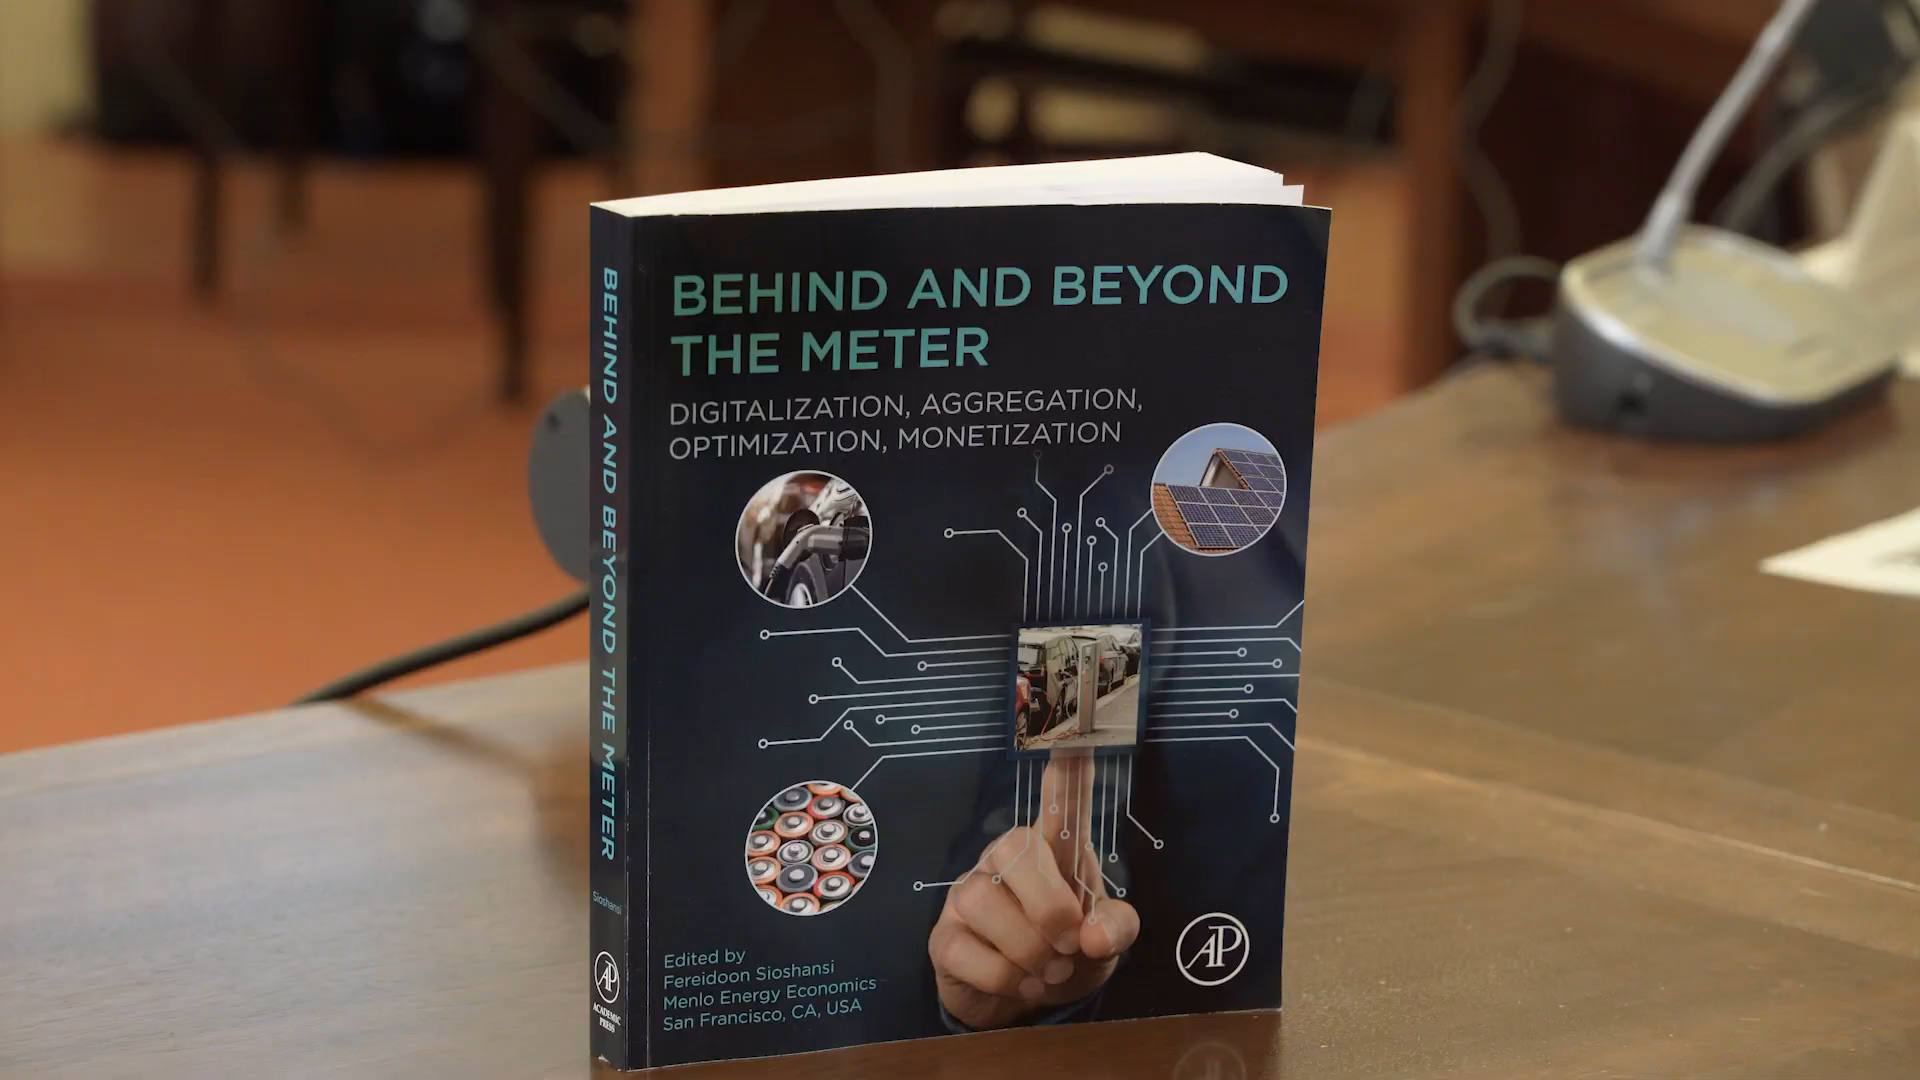 BEHIND AND BEYOND
THE METER
DIGITALIZATION, AGGREGATION,
OPTIMIZATION, MONETIZATION
Edited by
Fereidoon Sioshansi
Menlo Energy Economics
San Francisco, CA, USA
AP
BEHIND AND BEYOND THE METER
Sioshansi
AP
ACADEMIC
PRESS